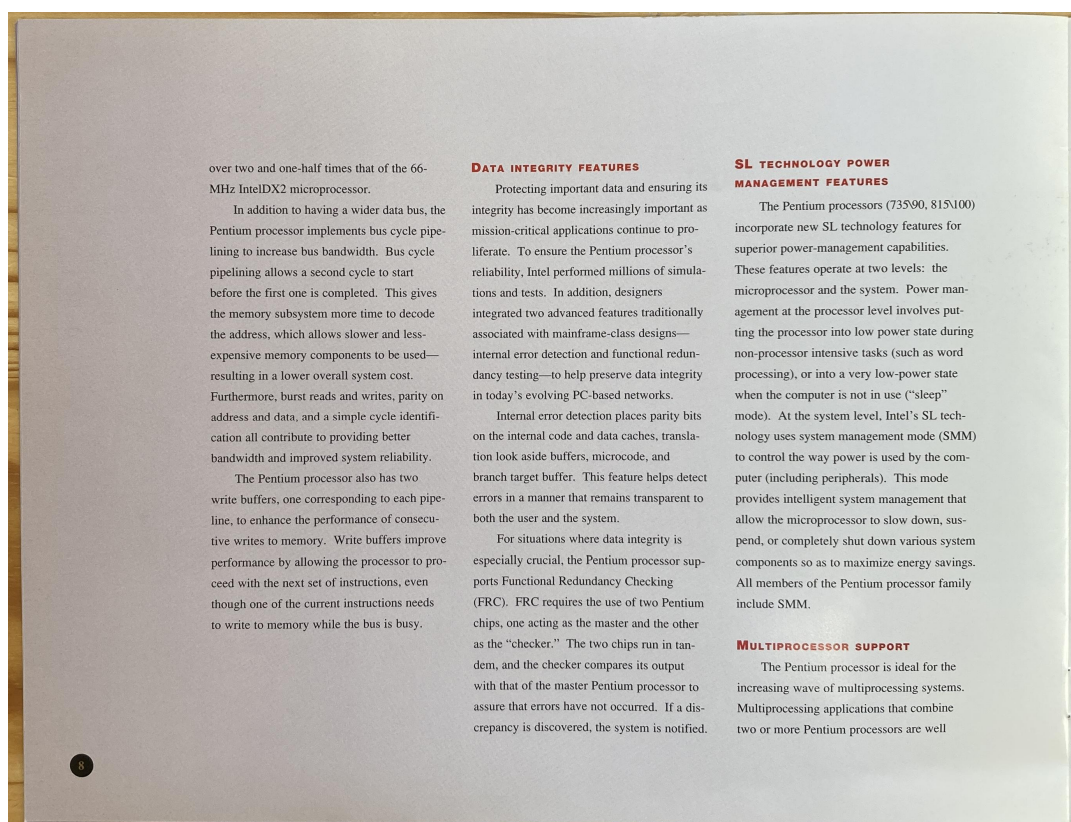 over two and one-half times that of the 66-
MHz IntelDX2 microprocessor.
In addition to having a wider data bus, the
Pentium processor implements bus cycle pipe-
lining to increase bus bandwidth. Bus cycle
pipelining allows a second cycle to start
before the first one is completed. This gives
the memory subsystem more time to decode
the address, which allows slower and less-
expensive memory components to be used—
resulting in a lower overall system cost.
Furthermore, burst reads and writes, parity on
address and data, and a simple cycle identifi-
cation all contribute to providing better
bandwidth and improved system reliability.
The Pentium processor also has two
write buffers, one corresponding to each pipe-
line, to enhance the performance of consecu-
tive writes to memory. Write buffers improve
performance by allowing the processor to pro-
ceed with the next set of instructions, even
though one of the current instructions needs
to write to memory while the bus is busy.
DATA INTEGRITY FEATURES
Protecting important data and ensuring its
integrity has become increasingly important as
mission-critical applications continue to pro-
liferate. To ensure the Pentium processor's
reliability, Intel performed millions of simula-
tions and tests. In addition, designers
integrated two advanced features traditionally
associated with mainframe-class designs—
internal error detection and functional redun-
dancy testing—to help preserve data integrity
in today's evolving PC-based networks.
Internal error detection places parity bits
on the internal code and data caches, transla-
tion look aside buffers, microcode, and
branch target buffer. This feature helps detect
errors in a manner that remains transparent to
both the user and the system.
For situations where data integrity is
especially crucial, the Pentium processor sup-
ports Functional Redundancy Checking
(FRC). FRC requires the use of two Pentium
chips, one acting as the master and the other
as the “checker.” The two chips run in tan-
dem, and the checker compares its output
with that of the master Pentium processor to
assure that errors have not occurred. If a dis-
crepancy is discovered, the system is notified.
SL TECHNOLOGY POWER
MANAGEMENT FEATURES
The Pentium processors (735\90, 815\100)
incorporate new SL technology features for
superior power-management capabilities.
These features operate at two levels: the
microprocessor and the system. Power man-
agement at the processor level involves put-
ting the processor into low power state during
non-processor intensive tasks (such as word
processing), or into a very low-power state
when the computer is not in use (“sleep”
mode). At the system level, Intel's SL tech-
nology uses system management mode (SMM)
to control the way power is used by the com-
puter (including peripherals). This mode
provides intelligent system management that
allow the microprocessor to slow down, sus-
pend, or completely shut down various system
components so as to maximize energy savings.
All members of the Pentium processor family
include SMM.
MULTIPROCESSOR SUPPORT
The Pentium processor is ideal for the
increasing wave of multiprocessing systems.
Multiprocessing applications that combine
two or more Pentium processors are well
8